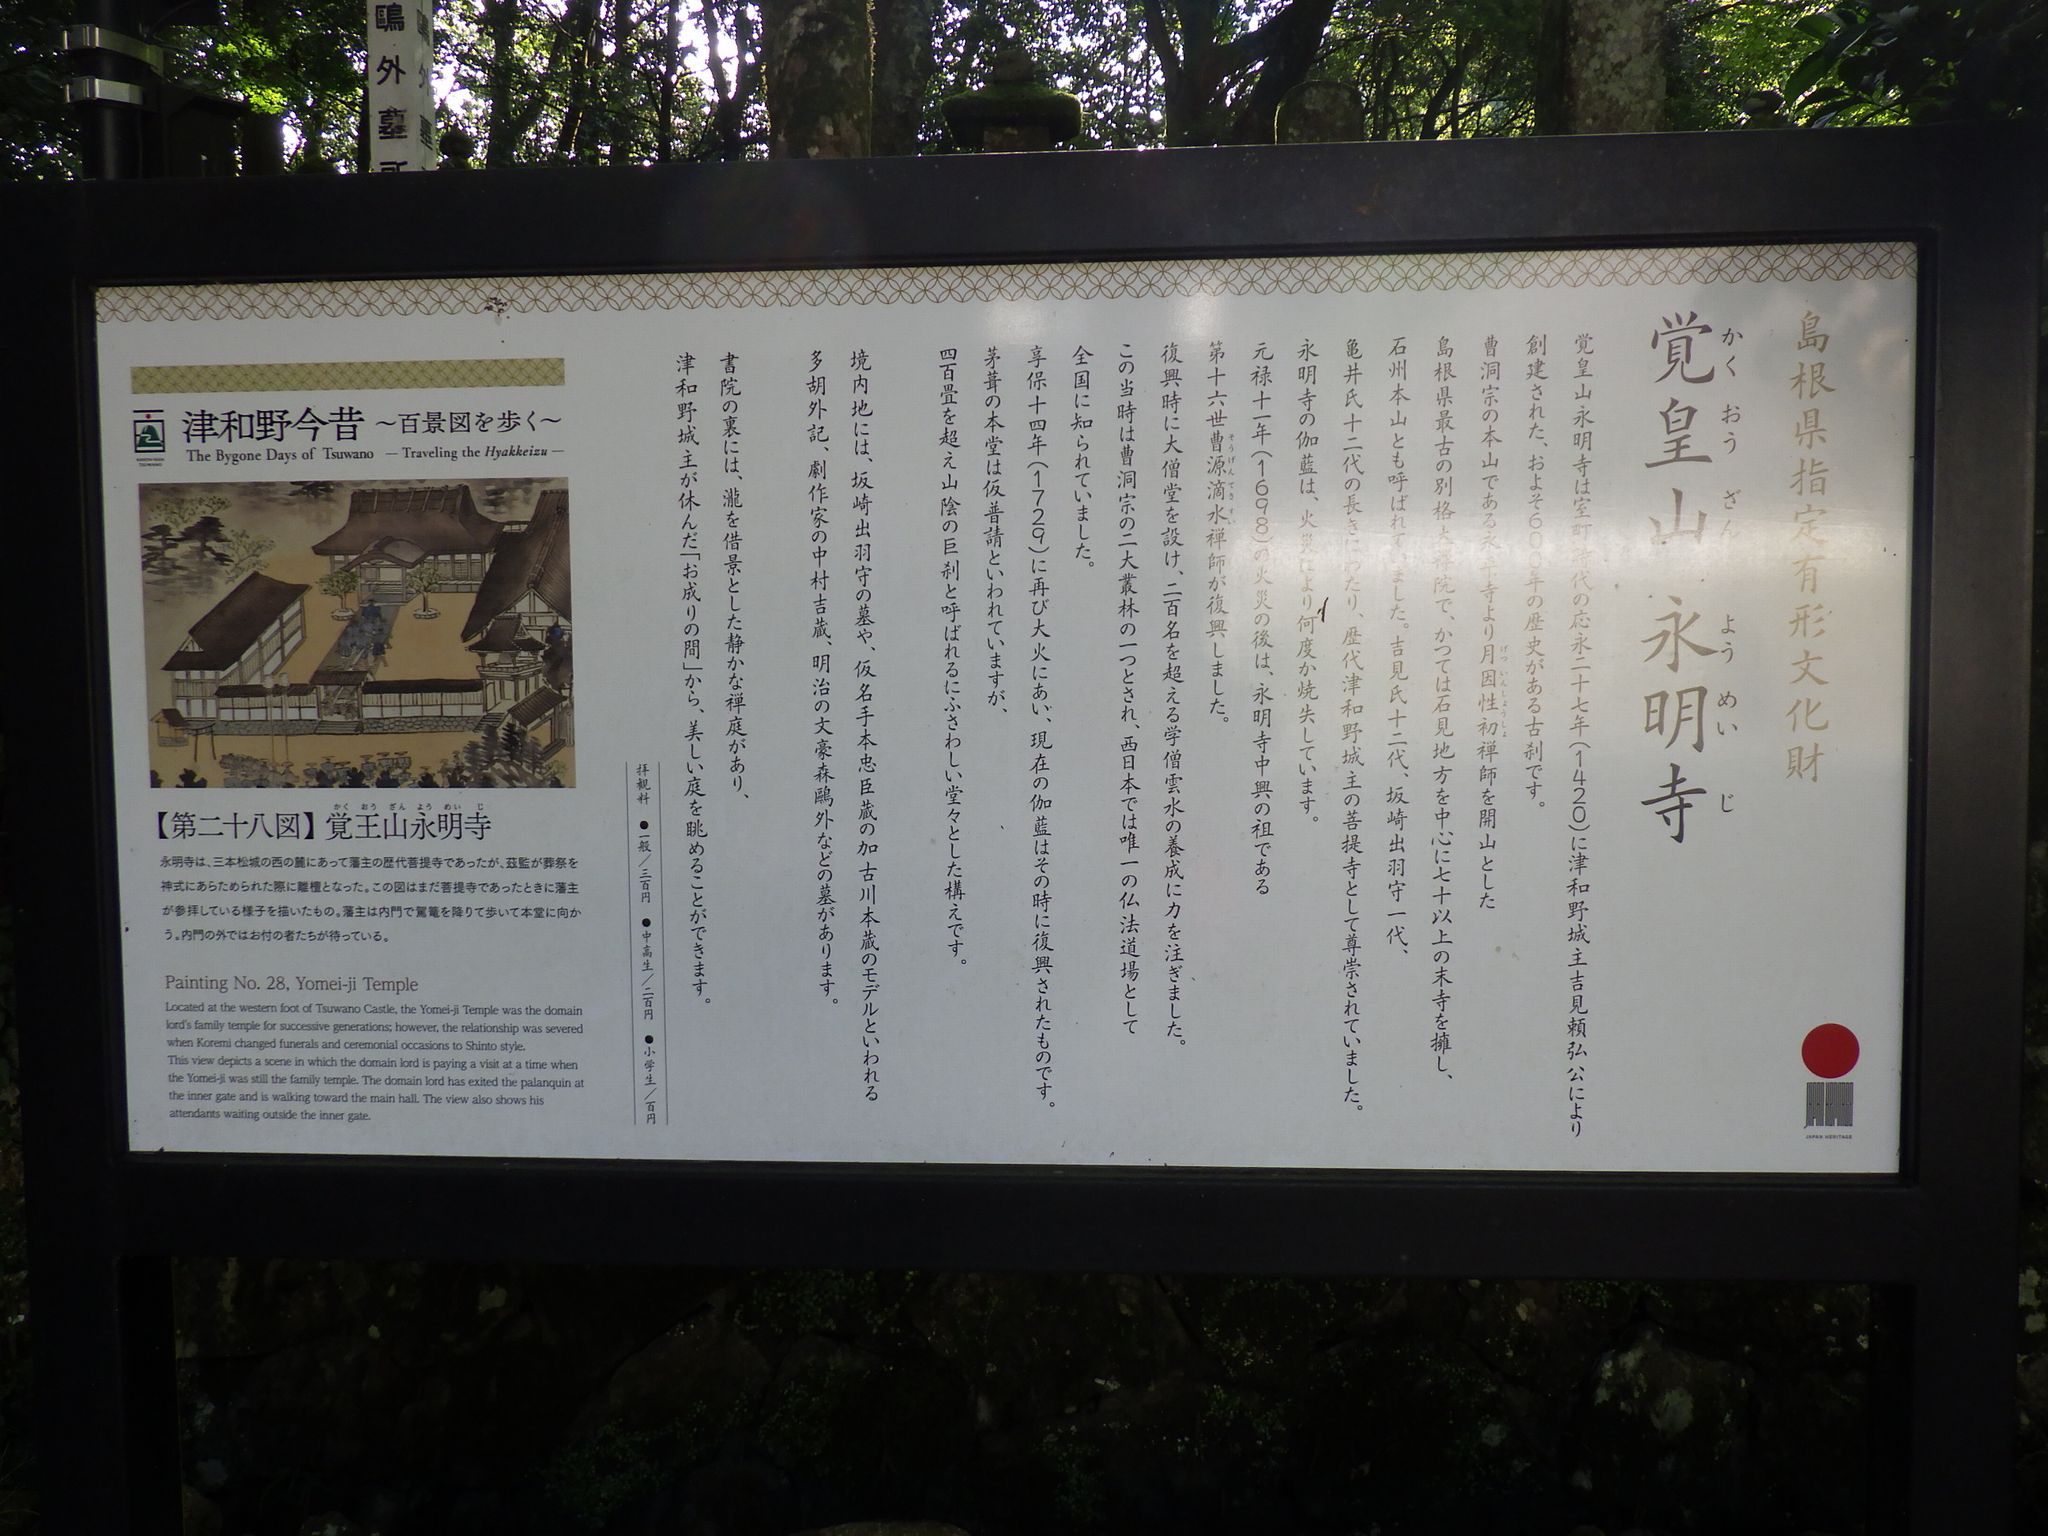 鴎外墓所
島根県指定有形文化財
かくおうざん ようめいじ
覚皇山 永明寺
覚皇山永明寺は室町時代の応永二十七年(1420)に津和野城主吉見頼弘公により
創建された、およそ600年の歴史がある古刹です。
曹洞宗の本山である永平寺より月因性初禅師を開山とした
げついんしょうしょ
島根県最古の別格大禅院で、かつては石見地方を中心に七十以上の末寺を擁し、
石州本山とも呼ばれていました。吉見氏十二代、坂崎出羽守一代、
亀井氏十二代の長きにわたり、歴代津和野城主の菩提寺として尊崇されていました。
永明寺の伽藍は、火災により何度か焼失しています。
元禄十一年(1698)の火災の後は、永明寺中興の祖である
第十六世曹源滴水禅師が復興しました。
そうげんてきすい
復興時に大僧堂を設け、二百名を超える学僧雲水の養成に力を注ぎました。
この当時は曹洞宗の二大叢林の一つとされ、西日本では唯一の仏法道場として
全国に知られていました。
享保十四年(1729)に再び大火にあい、現在の伽藍はその時に復興されたものです。
茅葺の本堂は仮普請といわれていますが、
四百畳を超え山陰の巨刹と呼ばれるにふさわしい堂々とした構えです。
境内地には、坂崎出羽守の墓や、仮名手本忠臣蔵の加古川本蔵のモデルといわれる
多胡外記、劇作家の中村吉蔵、明治の文豪森鷗外などの墓があります。
書院の裏には、瀧を借景とした静かな禅庭があり、
津和野城主が休んだ「お成りの間」から、美しい庭を眺めることができます。
拝観料 ●一般/三百円 ●中高生/二百円 ●小学生/百円
JAPAN HERITAGE
津和野今昔 〜百景図を歩く〜
The Bygone Days of Tsuwano — Traveling the Hyakkeizu —
かくおうざんようめいじ
【第二十八図】覚王山永明寺
永明寺は、三本松城の西の麓にあって藩主の歴代菩提寺であったが、茲監が葬祭を
神式にあらためられた際に離檀となった。この図はまだ菩提寺であったときに藩主
が参拝している様子を描いたもの。藩主は内門で駕篭を降りて歩いて本堂に向か
う。内門の外ではお付の者たちが待っている。
Painting No. 28, Yomei-ji Temple
Located at the western foot of Tsuwano Castle, the Yomei-ji Temple was the domain
lord's family temple for successive generations; however, the relationship was severed
when Koremi changed funerals and ceremonial occasions to Shinto style.
This view depicts a scene in which the domain lord is paying a visit at a time when
the Yomei-ji was still the family temple. The domain lord has exited the palanquin at
the inner gate and is walking toward the main hall. The view also shows his
attendants waiting outside the inner gate.